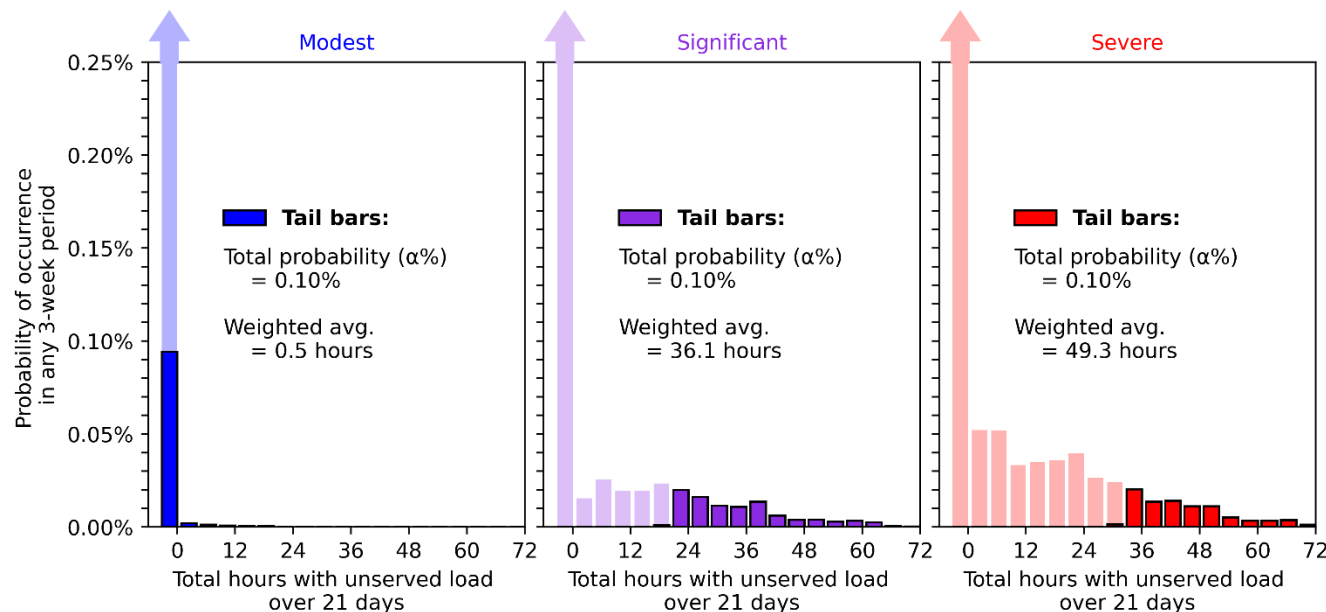 Modest
Significant
Severe
Probability of occurrence
in any 3-week period
0.25%
0.20%
0.15%
0.10%
0.05%
0.00%
Tail bars:
Total probability (α%)
= 0.10%
Weighted avg.
= 0.5 hours
0 12 24 36 48 60 72
Total hours with unserved load
over 21 days
Tail bars:
Total probability (α%)
= 0.10%
Weighted avg.
= 36.1 hours
0 12 24 36 48 60 72
Total hours with unserved load
over 21 days
Tail bars:
Total probability (α%)
= 0.10%
Weighted avg.
= 49.3 hours
0 12 24 36 48 60 72
Total hours with unserved load
over 21 days